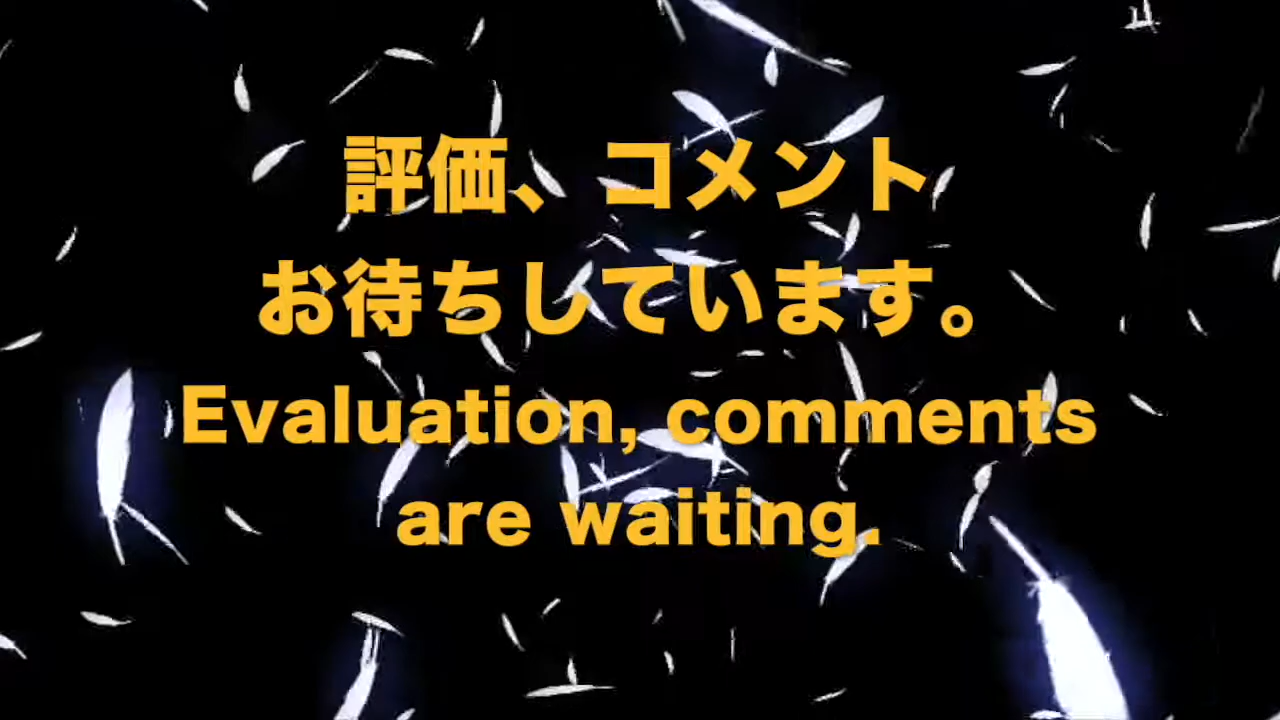 評価、コメント
お待ちしています。
Evaluation, comments
are waiting.